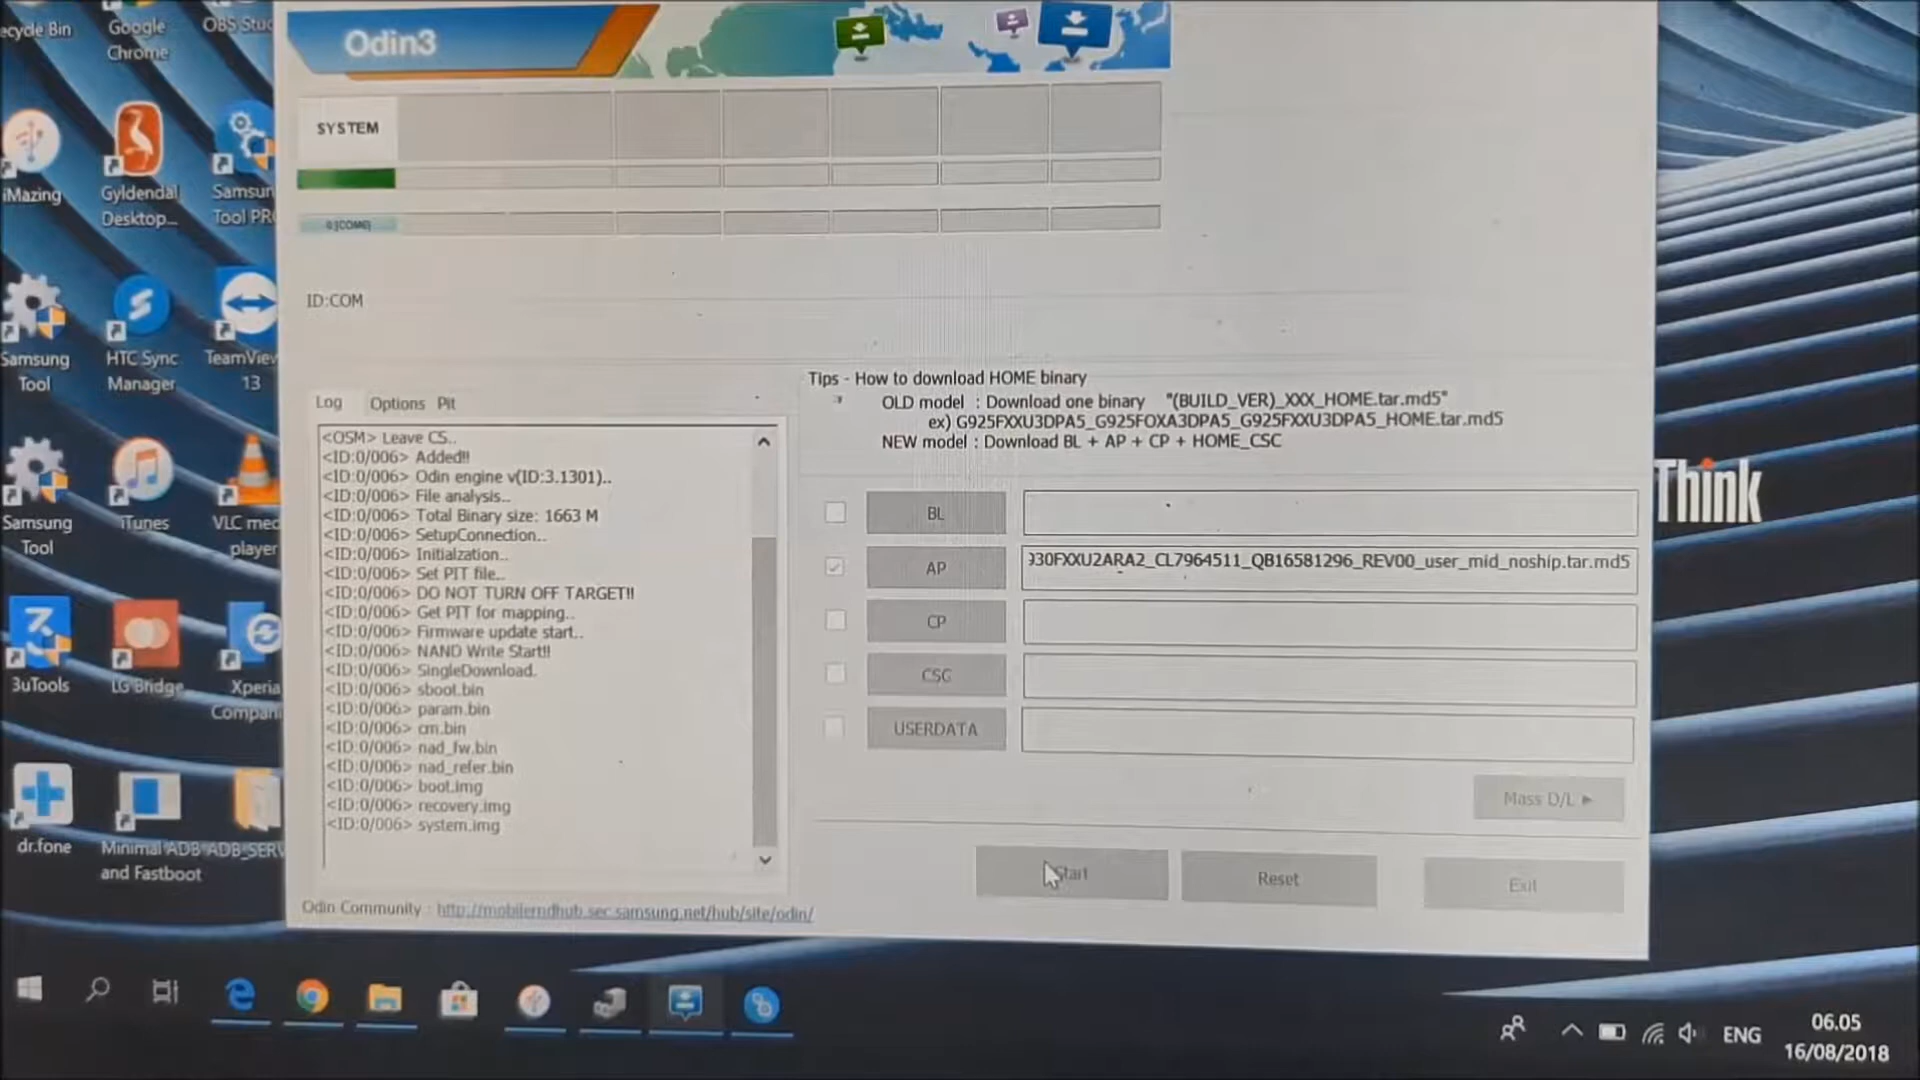 ecycle Bin
Google
Chrome
OBS Stud
iMazing
Gyldendal
Desktop...
Samsun
Tool PR
Samsung
Tool
HTC Sync
Manager
TeamView
13
Samsung
Tool
iTunes
VLC med
player
3uTools
LG Bridge
Xperia
Compani
dr.fone
Minimal ADB
and Fastboot
ADB_SERV
Odin3
SYSTEM
ID:COM
Log
Options
Pit
<OSM> Leave CS..
<ID:0/006> Added!!
<ID:0/006> Odin engine v(ID:3.1301)..
<ID:0/006> File analysis..
<ID:0/006> Total Binary size: 1663 M
<ID:0/006> SetupConnection..
<ID:0/006> Initialzation..
<ID:0/006> Set PIT file..
<ID:0/006> DO NOT TURN OFF TARGET!!
<ID:0/006> Get PIT for mapping..
<ID:0/006> Firmware update start..
<ID:0/006> NAND Write Start!!
<ID:0/006> SingleDownload.
<ID:0/006> sboot.bin
<ID:0/006> param.bin
<ID:0/006> cm.bin
<ID:0/006> nad_fw.bin
<ID:0/006> nad_refer.bin
<ID:0/006> boot.img
<ID:0/006> recovery.img
<ID:0/006> system.img
Odin Community : http://mobilerndhub.sec.samsung.net/hub/site/odin/
Tips - How to download HOME binary
OLD model : Download one binary "(BUILD_VER)_XXX_HOME.tar.md5"
ex) G925FXXU3DPA5_G925FOXA3DPA5_G925FXXU3DPA5_HOME.tar.md5
NEW model : Download BL + AP + CP + HOME_CSC
BL
AP
930FXXU2ARA2_CL7964511_QB16581296_REV00_user_mid_noship.tar.md5
CP
CSC
USERDATA
Mass D/L
Start
Reset
Exit
Think
ENG
06.05
16/08/2018